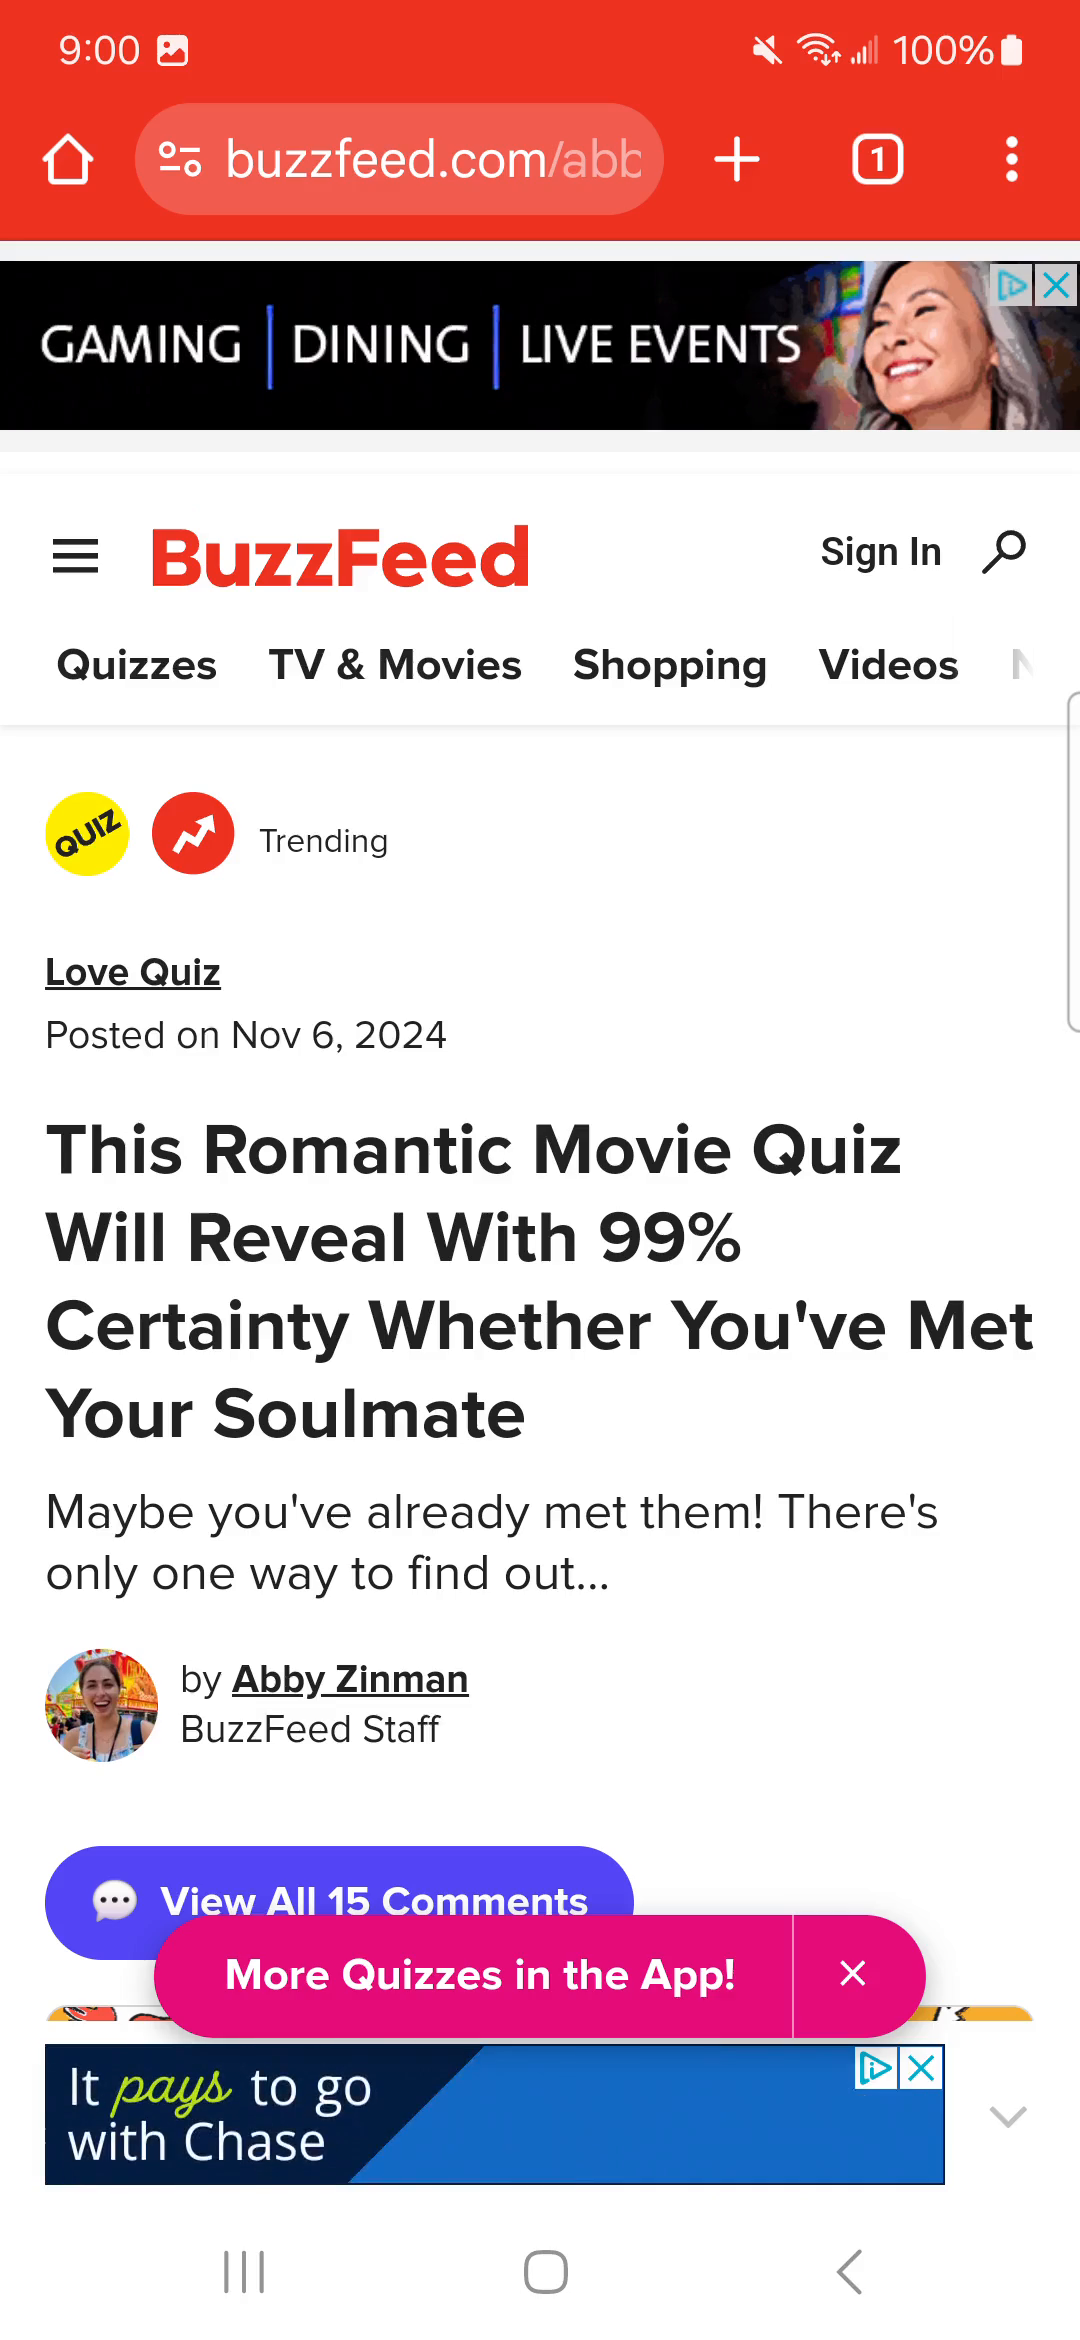 9:00 100%
buzzfeed.com/abb 1
GAMING | DINING | LIVE EVENTS
BuzzFeed Sign In
Quizzes TV & Movies Shopping Videos N
QUIZ Trending
Love Quiz
Posted on Nov 6, 2024
This Romantic Movie Quiz
Will Reveal With 99%
Certainty Whether You've Met
Your Soulmate
Maybe you've already met them! There's
only one way to find out...
by Abby Zinman
BuzzFeed Staff
View All 15 Comments
More Quizzes in the App!
It pays to go
with Chase